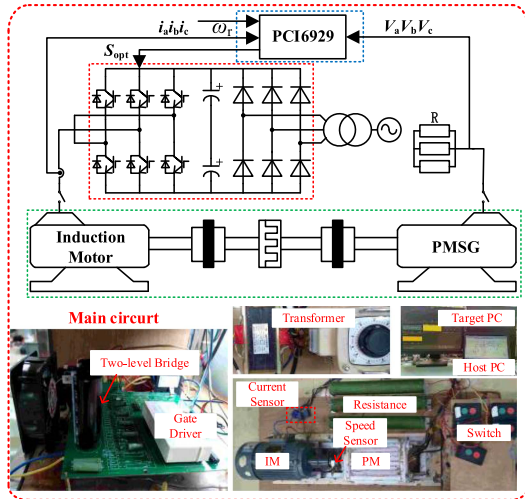 iaibic ωr
PCI6929
VaVbVc
Sopt
+
+
R
Induction
Motor
PMSG
Main circurt
Transformer
Target PC
Host PC
Two-level Bridge
Gate
Driver
Current
Sensor
Resistance
Speed
Sensor
Switch
IM
PM